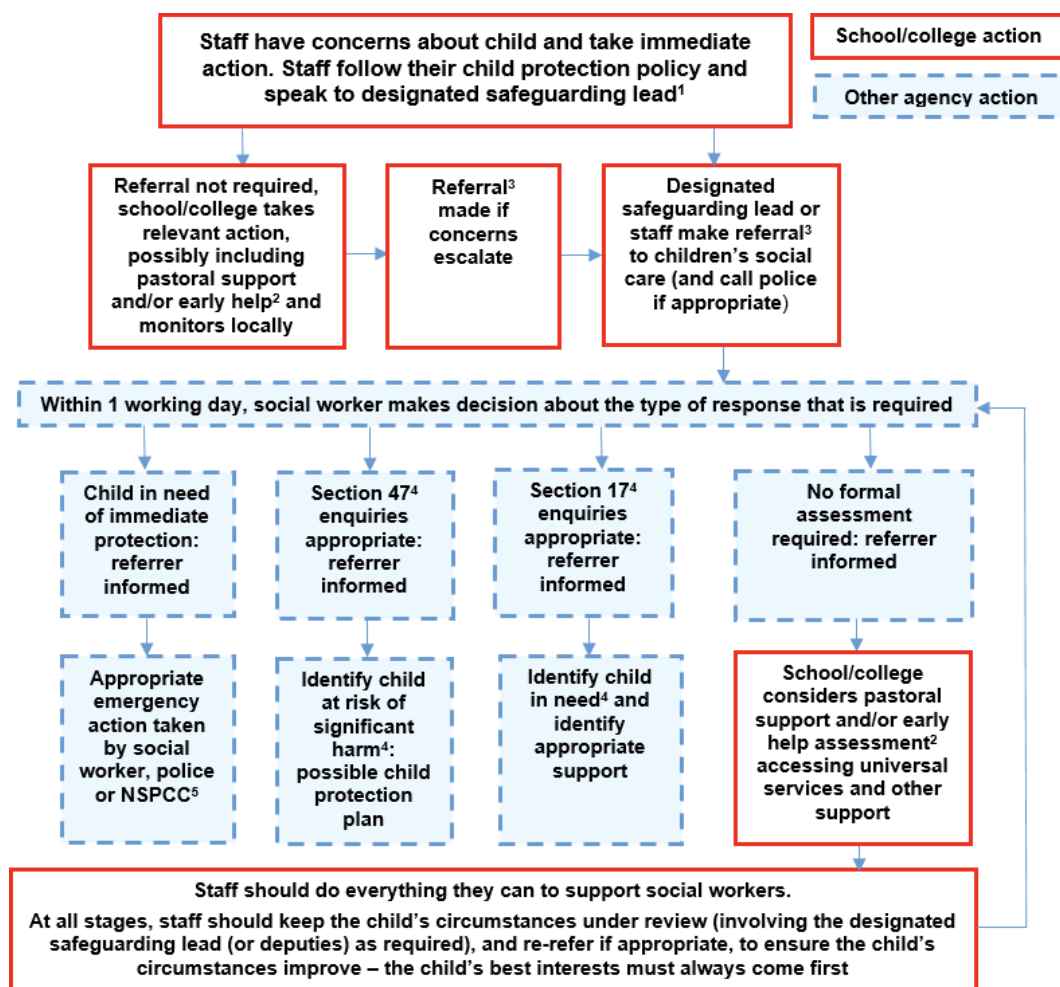 Staff have concerns about child and take immediate
action. Staff follow their child protection policy and
speak to designated safeguarding lead¹
School/college action
Other agency action
Referral not required,
school/college takes
relevant action,
possibly including
pastoral support
and/or early help² and
monitors locally
Referral³
made if
concerns
escalate
Designated
safeguarding lead or
staff make referral³
to children’s social
care (and call police
if appropriate)
Within 1 working day, social worker makes decision about the type of response that is required
Child in need
of immediate
protection:
referrer
informed
Section 47⁴
enquiries
appropriate:
referrer
informed
Section 17⁴
enquiries
appropriate:
referrer
informed
No formal
assessment
required: referrer
informed
Appropriate
emergency
action taken
by social
worker, police
or NSPCC⁵
Identify child
at risk of
significant
harm⁴:
possible child
protection
plan
Identify child
in need⁴ and
identify
appropriate
support
School/college
considers pastoral
support and/or early
help assessment²
accessing universal
services and other
support
Staff should do everything they can to support social workers.
At all stages, staff should keep the child’s circumstances under review (involving the designated
safeguarding lead (or deputies) as required), and re-refer if appropriate, to ensure the child’s
circumstances improve – the child’s best interests must always come first